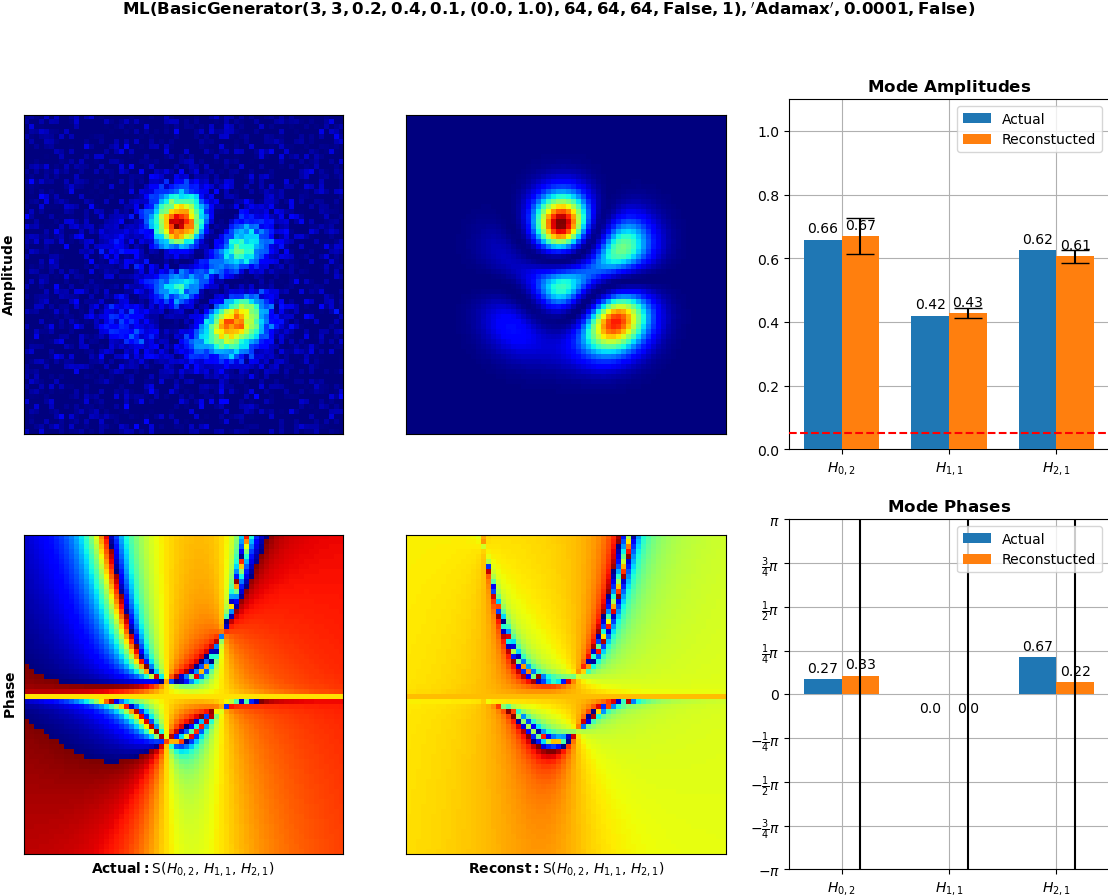 ML(BasicGenerator(3, 3, 0.2, 0.4, 0.1, (0.0, 1.0), 64, 64, 64, False, 1), ′Adamax′, 0.0001, False)
Amplitude
Mode Amplitudes
Actual
Reconstucted
1.0
0.8
0.6
0.4
0.2
0.0
0.66 0.67
0.42 0.43
0.62 0.61
H0,2 H1,1 H2,1
Phase
Actual: S(H0,2, H1,1, H2,1)
Reconst: S(H0,2, H1,1, H2,1)
Mode Phases
Actual
Reconstucted
π
3/4π
1/2π
1/4π
0
−1/4π
−1/2π
−3/4π
−π
0.27 0.33
0.0 0.0
0.67 0.22
H0,2 H1,1 H2,1